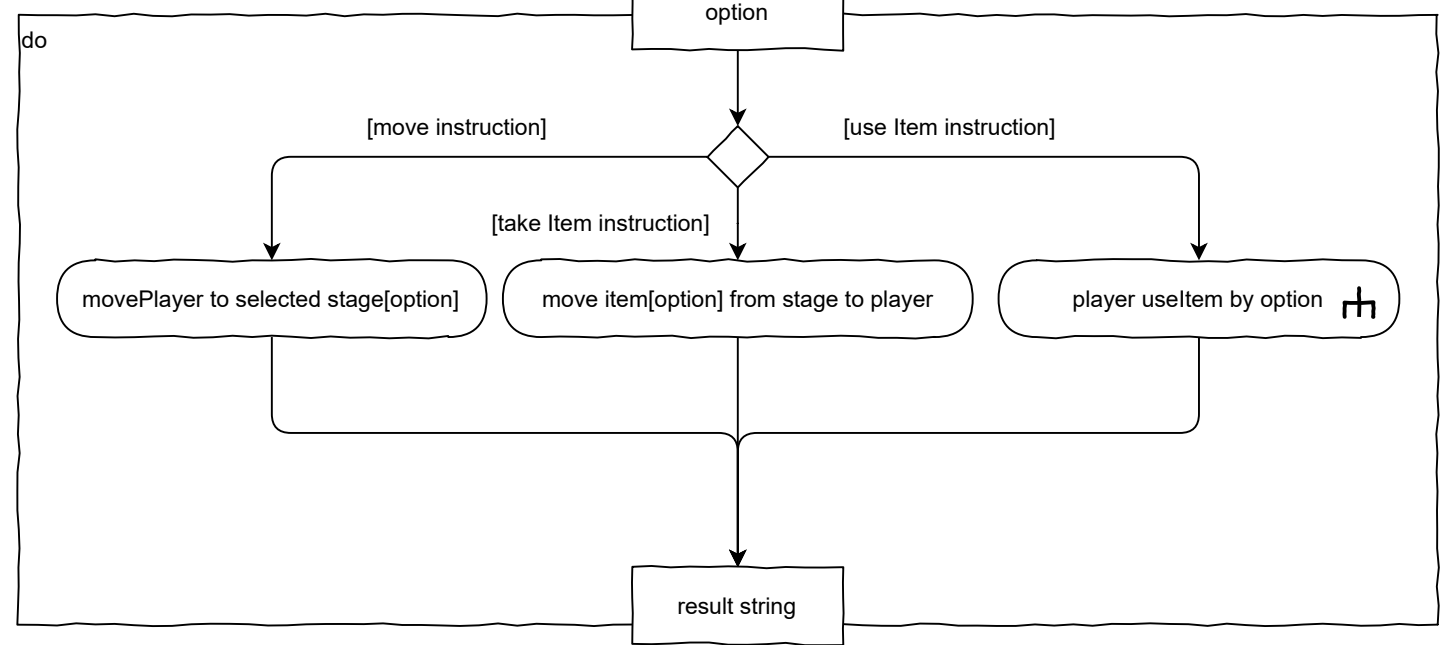 option
do
[move instruction]
[use Item instruction]
[take Item instruction]
movePlayer to selected stage[option]
move item[option] from stage to player
player useItem by option
result string